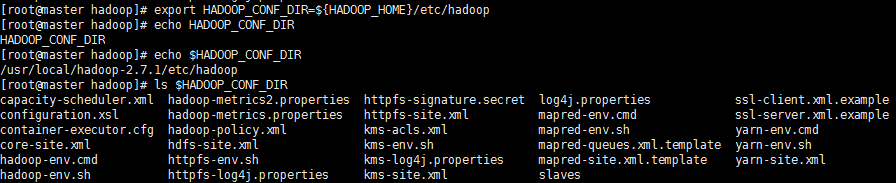 [root@master hadoop]# export HADOOP_CONF_DIR=${HADOOP_HOME}/etc/hadoop
[root@master hadoop]# echo HADOOP_CONF_DIR
HADOOP_CONF_DIR
[root@master hadoop]# echo $HADOOP_CONF_DIR
/usr/local/hadoop-2.7.1/etc/hadoop
[root@master hadoop]# ls $HADOOP_CONF_DIR
capacity-scheduler.xml hadoop-metrics2.properties httpfs-signature.secret log4j.properties ssl-client.xml.example
configuration.xsl hadoop-metrics.properties httpfs-site.xml mapred-env.cmd ssl-server.xml.example
container-executor.cfg hadoop-policy.xml kms-acls.xml mapred-env.sh yarn-env.cmd
core-site.xml hdfs-site.xml kms-env.sh mapred-queues.xml.template yarn-env.sh
hadoop-env.cmd httpfs-env.sh kms-log4j.properties mapred-site.xml.template yarn-site.xml
hadoop-env.sh httpfs-log4j.properties kms-site.xml slaves